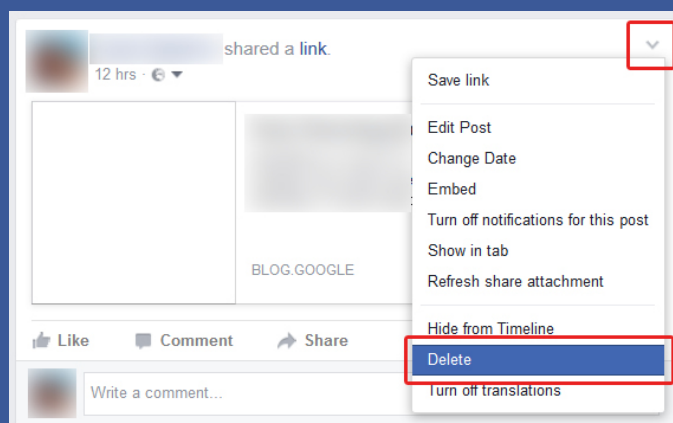 shared a link.
12 hrs ·
Save link
Edit Post
Change Date
Embed
Turn off notifications for this post
Show in tab
Refresh share attachment
BLOG.GOOGLE
Hide from Timeline
Like Comment Share
Delete
Turn off translations
Write a comment...